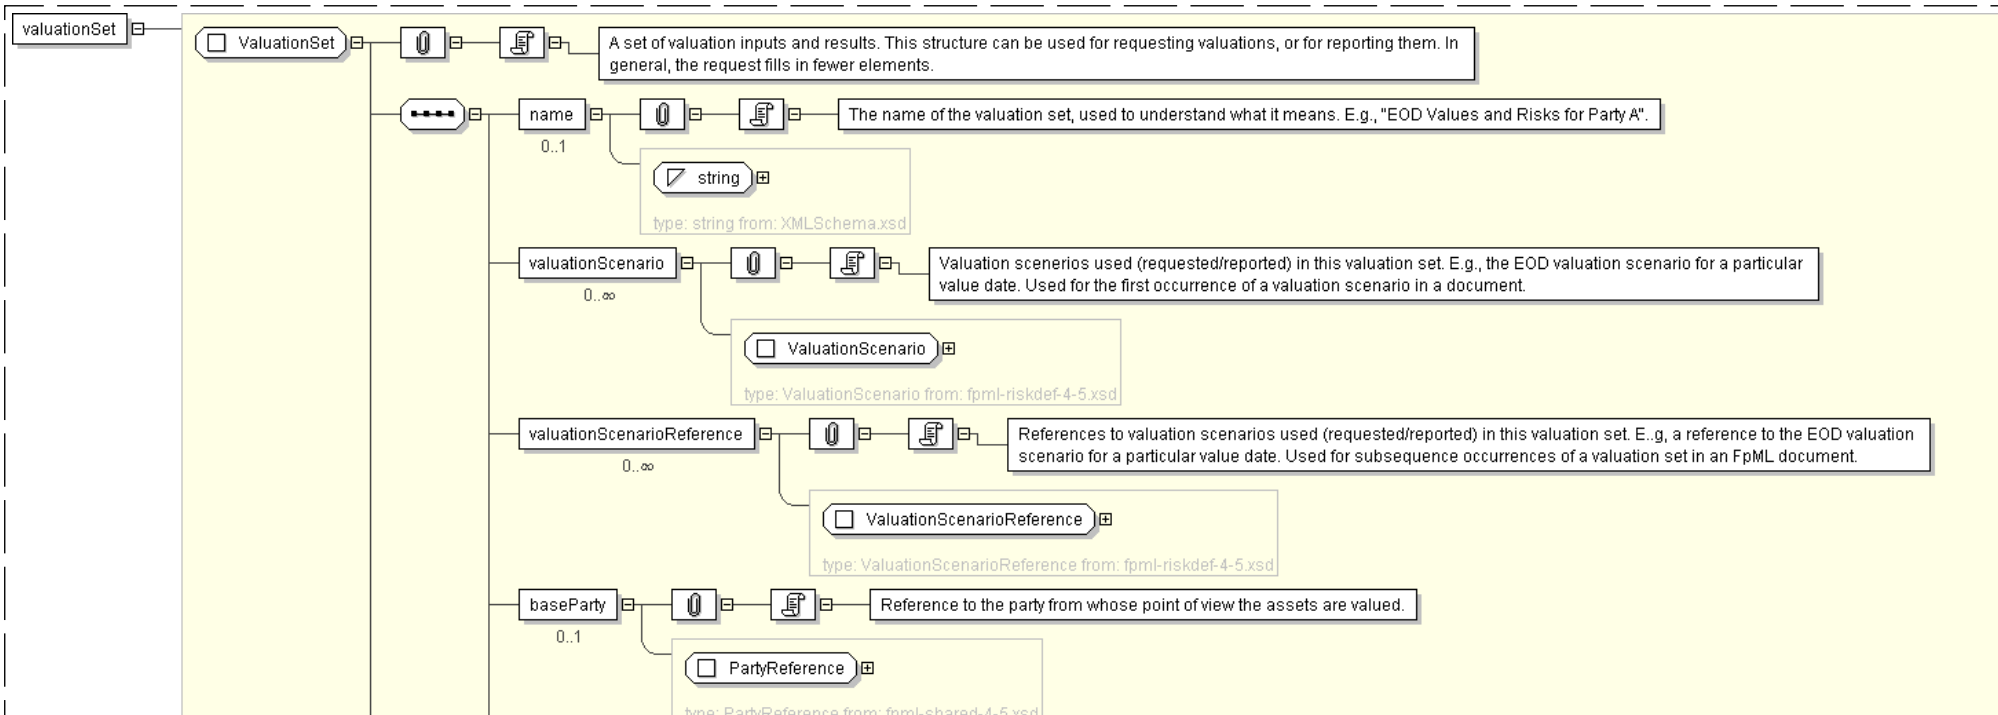 valuationSet
ValuationSet
A set of valuation inputs and results. This structure can be used for requesting valuations, or for reporting them. In
general, the request fills in fewer elements.
name
The name of the valuation set, used to understand what it means. E.g., "EOD Values and Risks for Party A".
0..1
string
type: string from: XMLSchema.xsd
valuationScenario
Valuation scenerios used (requested/reported) in this valuation set. E.g., the EOD valuation scenario for a particular
value date. Used for the first occurrence of a valuation scenario in a document.
0..∞
ValuationScenario
type: ValuationScenario from: fpml-riskdef-4-5.xsd
valuationScenarioReference
References to valuation scenarios used (requested/reported) in this valuation set. E..g, a reference to the EOD valuation
scenario for a particular value date. Used for subsequence occurrences of a valuation set in an FpML document.
0..∞
ValuationScenarioReference
type: ValuationScenarioReference from: fpml-riskdef-4-5.xsd
baseParty
Reference to the party from whose point of view the assets are valued.
0..1
PartyReference
type: PartyReference from: fpml-shared-4-5.xsd